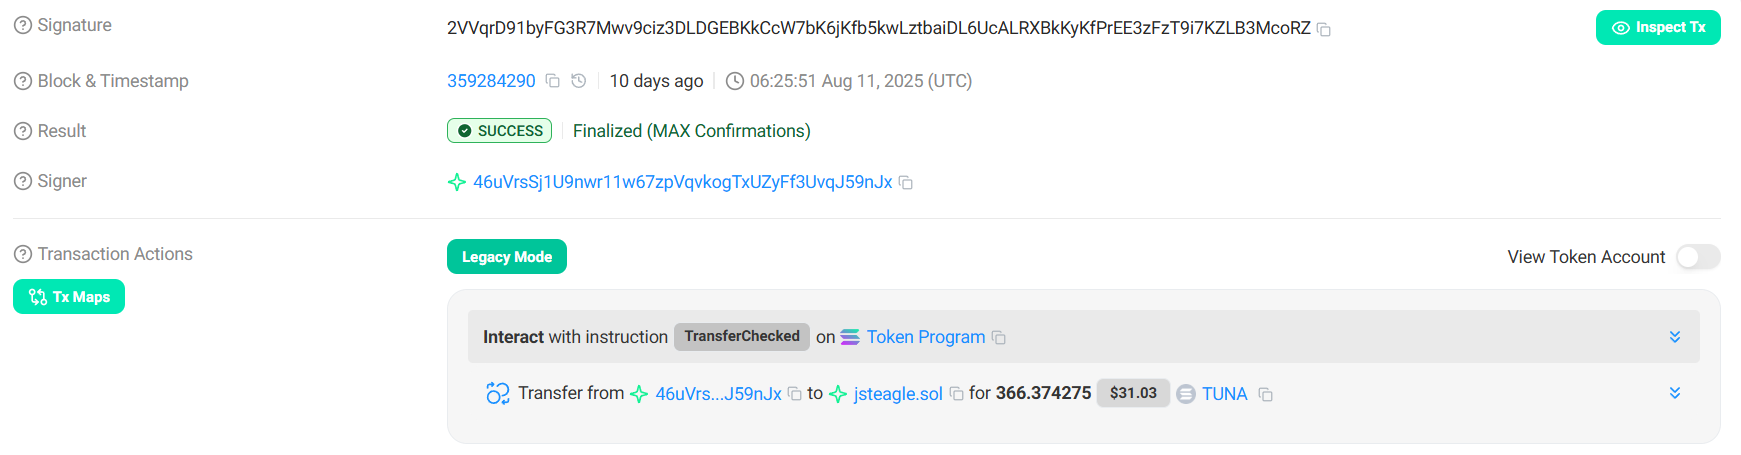 Signature
2VVqrD91byFG3R7Mwv9ciz3DLDGEBKkCcW7bK6jKfb5kwLztbaiDL6UcALRXBkKyKfPrEE3zFzT9i7KZLB3McoRZ
Inspect Tx
Block & Timestamp
359284290 10 days ago 06:25:51 Aug 11, 2025 (UTC)
Result
SUCCESS Finalized (MAX Confirmations)
Signer
46uVrsSj1U9nwr11w67zpVqvkogTxUZyFf3UvqJ59nJx
Transaction Actions
Legacy Mode
View Token Account
Tx Maps
Interact with instruction TransferChecked on Token Program
Transfer from 46uVrs...J59nJx to jsteagle.sol for 366.374275 $31.03 TUNA